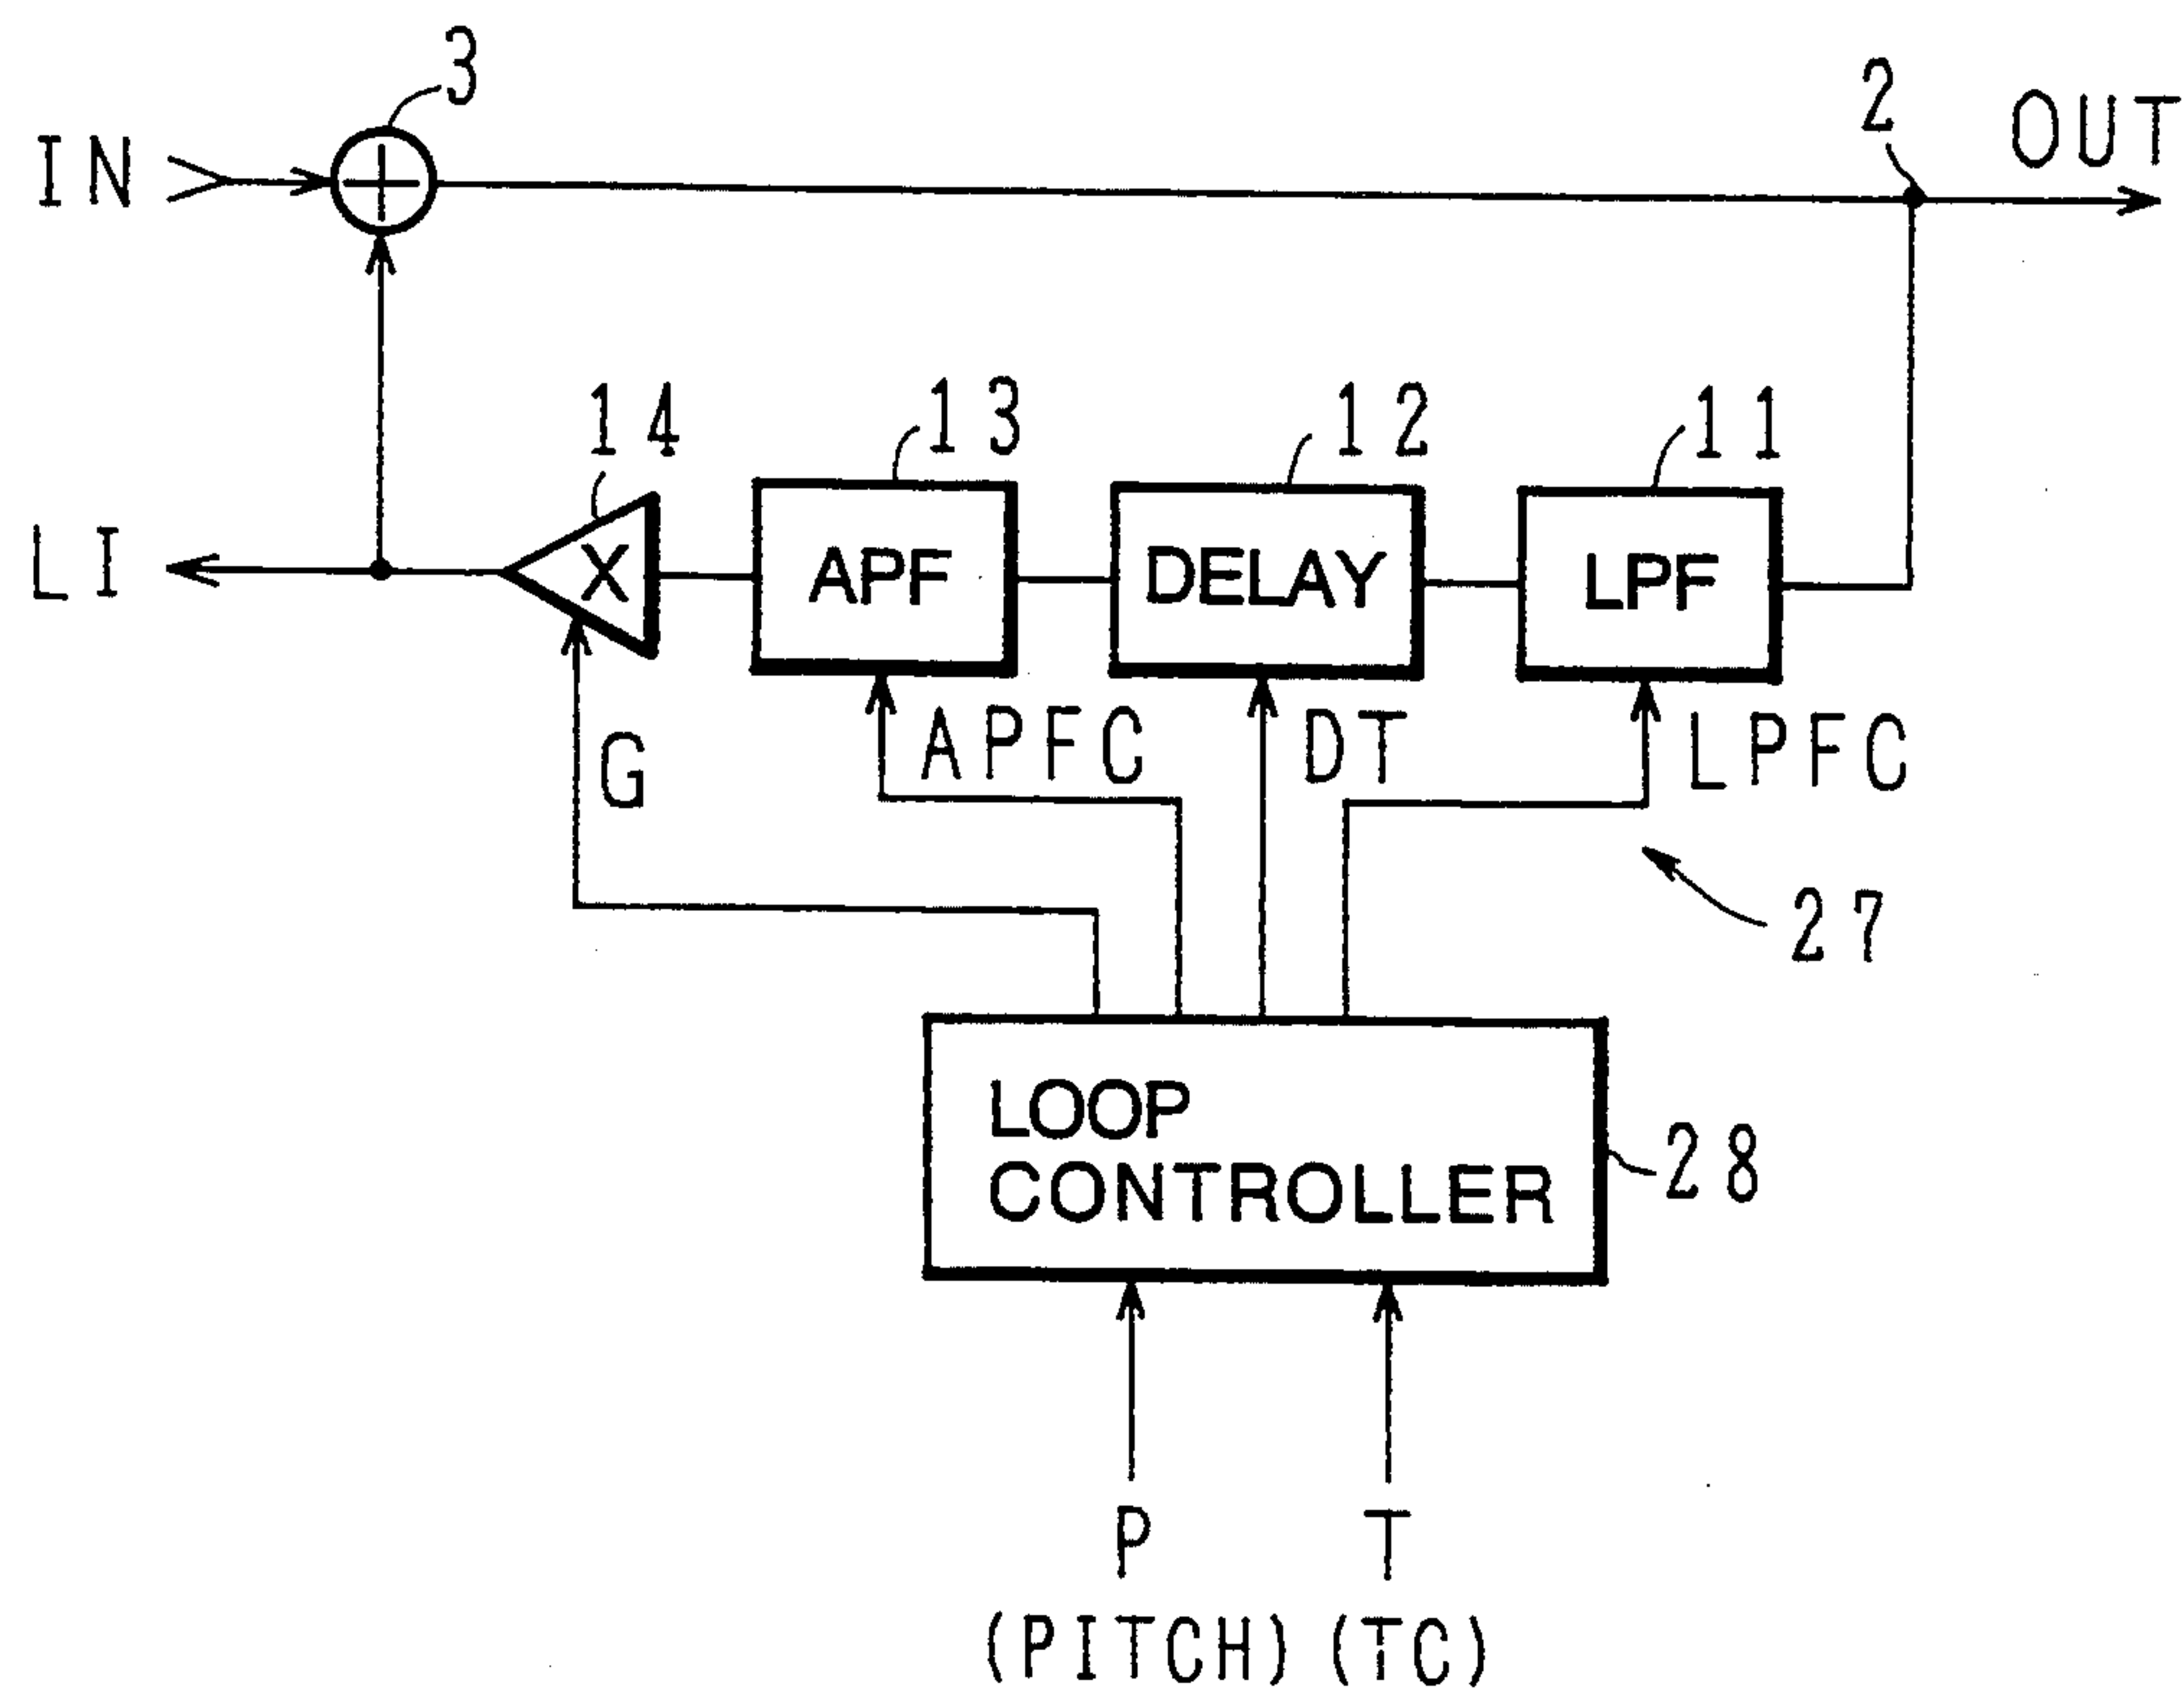 3
2
IN
OUT
14
13
12
11
LI
X
APF
DELAY
LPF
G
APFC
DT
LPFC
27
LOOP
CONTROLLER
28
P
T
(PITCH) (TC)